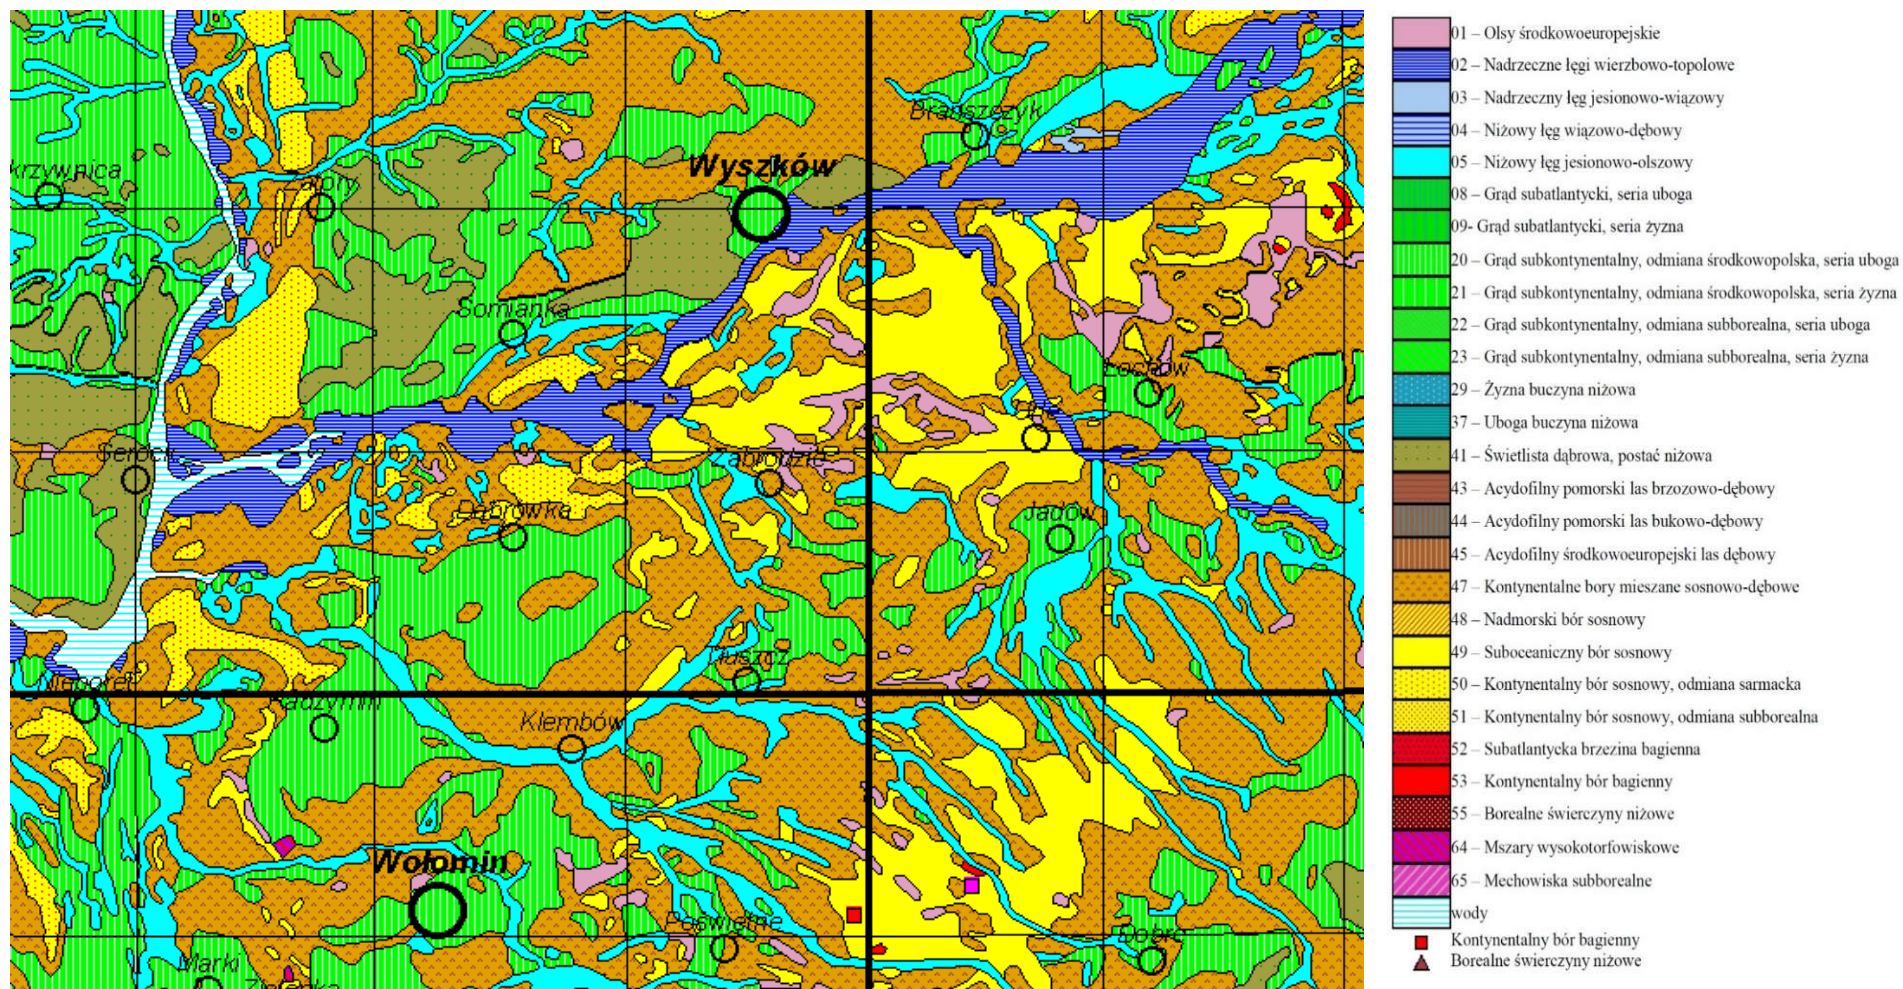 Brańszczyk
Wyszków
krzywnica
Zatory
Somianka
Łochów
Urle
Serock
Zabrodzie
Dąbrówka
Jadów
Tłuszcz
Nieporęt
Radzymin
Klembów
Wołomin
Poświętne
Dobre
Marki
Zielonka
01 – Olsy środkowoeuropejskie
02 – Nadrzeczne łęgi wierzbowo-topolowe
03 – Nadrzeczny łęg jesionowo-wiązowy
04 – Niżowy łęg wiązowo-dębowy
05 – Niżowy łęg jesionowo-olszowy
08 – Grąd subatlantycki, seria uboga
09- Grąd subatlantycki, seria żyzna
20 – Grąd subkontynentalny, odmiana środkowopolska, seria uboga
21 – Grąd subkontynentalny, odmiana środkowopolska, seria żyzna
22 – Grąd subkontynentalny, odmiana subborealna, seria uboga
23 – Grąd subkontynentalny, odmiana subborealna, seria żyzna
29 – Żyzna buczyna niżowa
37 – Uboga buczyna niżowa
41 – Świetlista dąbrowa, postać niżowa
43 – Acydofilny pomorski las brzozowo-dębowy
44 – Acydofilny pomorski las bukowo-dębowy
45 – Acydofilny środkowoeuropejski las dębowy
47 – Kontynentalne bory mieszane sosnowo-dębowe
48 – Nadmorski bór sosnowy
49 – Suboceaniczny bór sosnowy
50 – Kontynentalny bór sosnowy, odmiana sarmacka
51 – Kontynentalny bór sosnowy, odmiana subborealna
52 – Subatlantycka brzezina bagienna
53 – Kontynentalny bór bagienny
55 – Borealne świerczyny niżowe
64 – Mszary wysokotorfowiskowe
65 – Mechowiska subborealne
wody
Kontynentalny bór bagienny
Borealne świerczyny niżowe